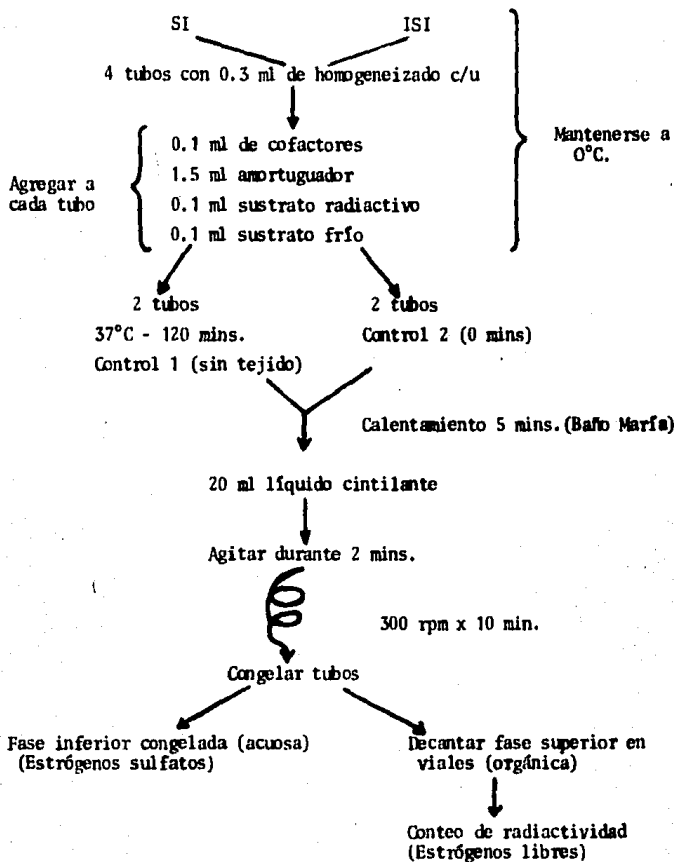 SI ISI
4 tubos con 0.3 ml de homogeneizado c/u
Mantenerse a
0°C.
Agregar a
cada tubo
0.1 ml de cofactores
1.5 ml amortuguador
0.1 ml sustrato radiactivo
0.1 ml sustrato frío
2 tubos
37°C - 120 mins.
Control 1 (sin tejido)
2 tubos
Control 2 (0 mins)
Calentamiento 5 mins.(Baño María)
20 ml líquido cintilante
Agitar durante 2 mins.
300 rpm x 10 min.
Congelar tubos
Fase inferior congelada (acuosa)
(Estrógenos sulfatos)
Decantar fase superior en
viales (orgánica)
Conteo de radiactividad
(Estrógenos libres)